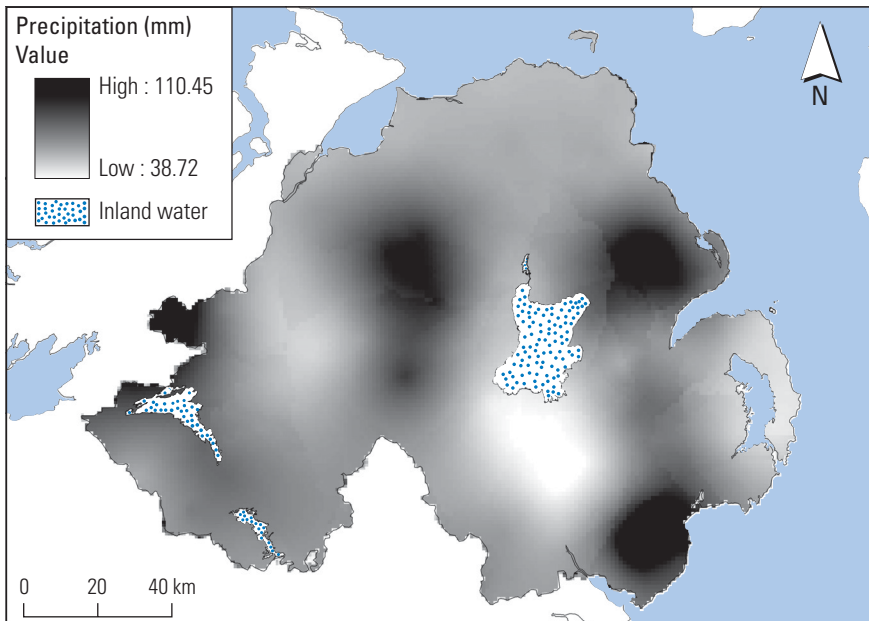 Precipitation (mm)
Value
High : 110.45
Low : 38.72
Inland water
N
0 20 40 km